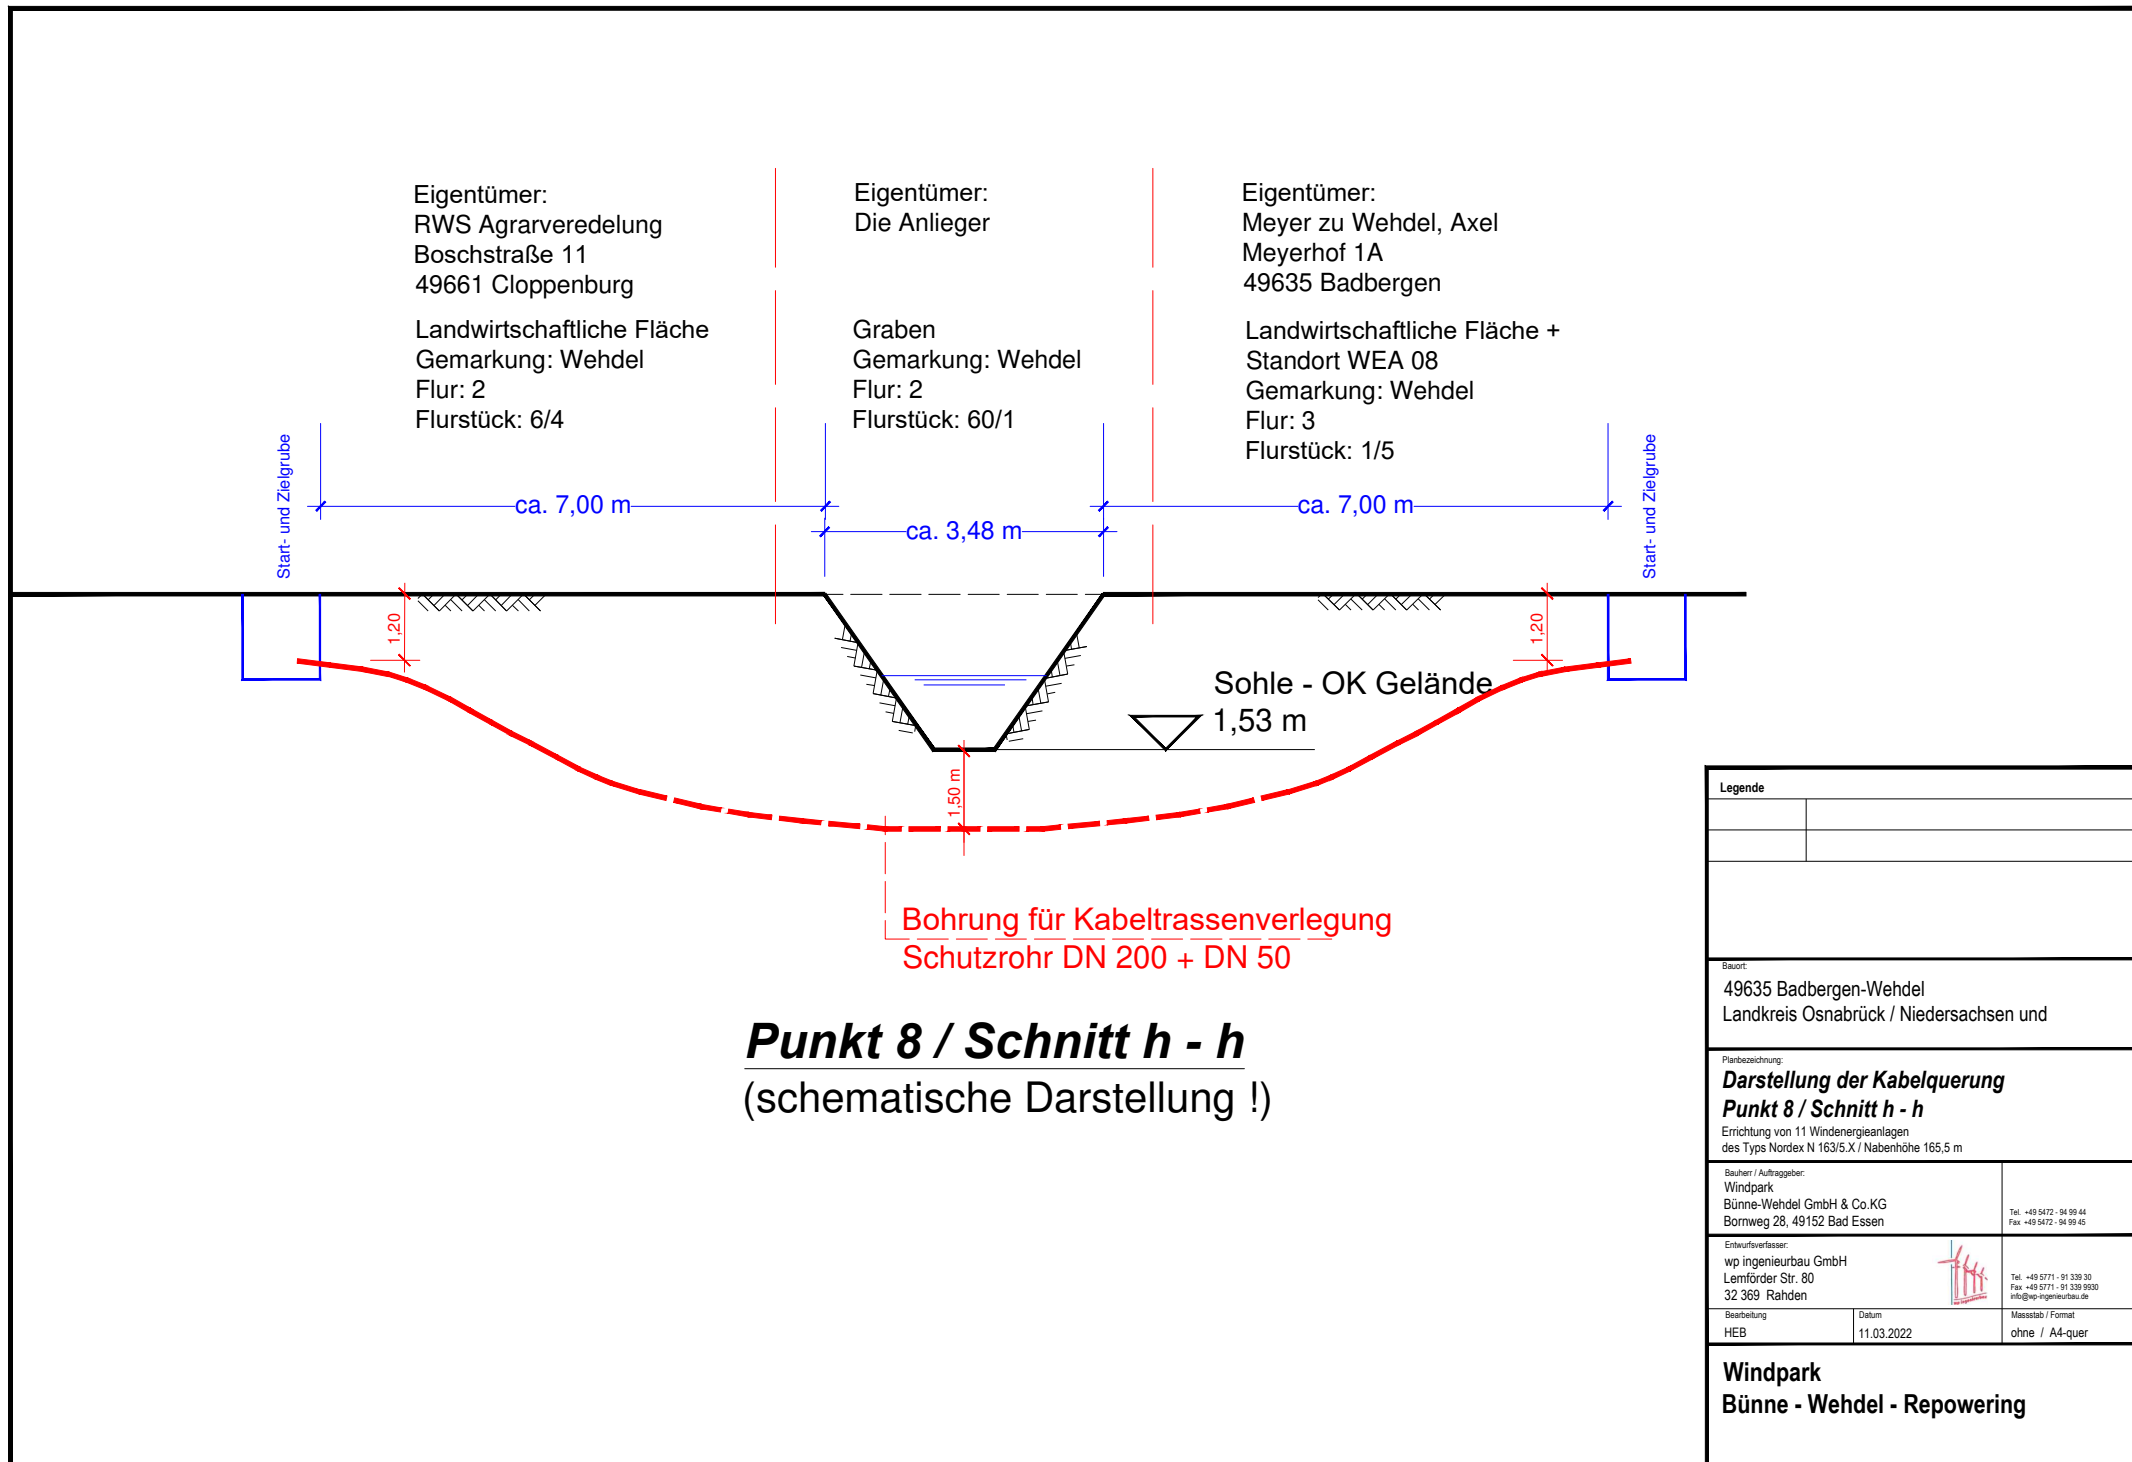 Eigentümer:
RWS Agrarveredelung
Boschstraße 11
49661 Cloppenburg
Landwirtschaftliche Fläche
Gemarkung: Wehdel
Flur: 2
Flurstück: 6/4
Eigentümer:
Die Anlieger
Graben
Gemarkung: Wehdel
Flur: 2
Flurstück: 60/1
Eigentümer:
Meyer zu Wehdel, Axel
Meyerhof 1A
49635 Badbergen
Landwirtschaftliche Fläche +
Standort WEA 08
Gemarkung: Wehdel
Flur: 3
Flurstück: 1/5
Start- und Zielgrube
ca. 7,00 m
ca. 3,48 m
ca. 7,00 m
Start- und Zielgrube
1,20
1,20
Sohle - OK Gelände
1,53 m
1,50 m
Bohrung für Kabeltrassenverlegung
Schutzrohr DN 200 + DN 50
Punkt 8 / Schnitt h - h
(schematische Darstellung !)
Legende
Bauort:
49635 Badbergen-Wehdel
Landkreis Osnabrück / Niedersachsen und
Planbezeichnung:
Darstellung der Kabelquerung
Punkt 8 / Schnitt h - h
Errichtung von 11 Windenergieanlagen
des Typs Nordex N 163/5.X / Nabenhöhe 165,5 m
Bauherr / Auftraggeber:
Windpark
Bünne-Wehdel GmbH & Co.KG
Bornweg 28, 49152 Bad Essen
Tel. +49 5472 - 94 99 44
Fax +49 5472 - 94 99 45
Entwurfsverfasser:
wp ingenieurbau GmbH
Lemförder Str. 80
32 369 Rahden
wp ingenieurbau
Tel. +49 5771 - 91 339 30
Fax +49 5771 - 91 339 9930
info@wp-ingenieurbau.de
Bearbeitung
HEB
Datum
11.03.2022
Massstab / Format
ohne / A4-quer
Windpark
Bünne - Wehdel - Repowering